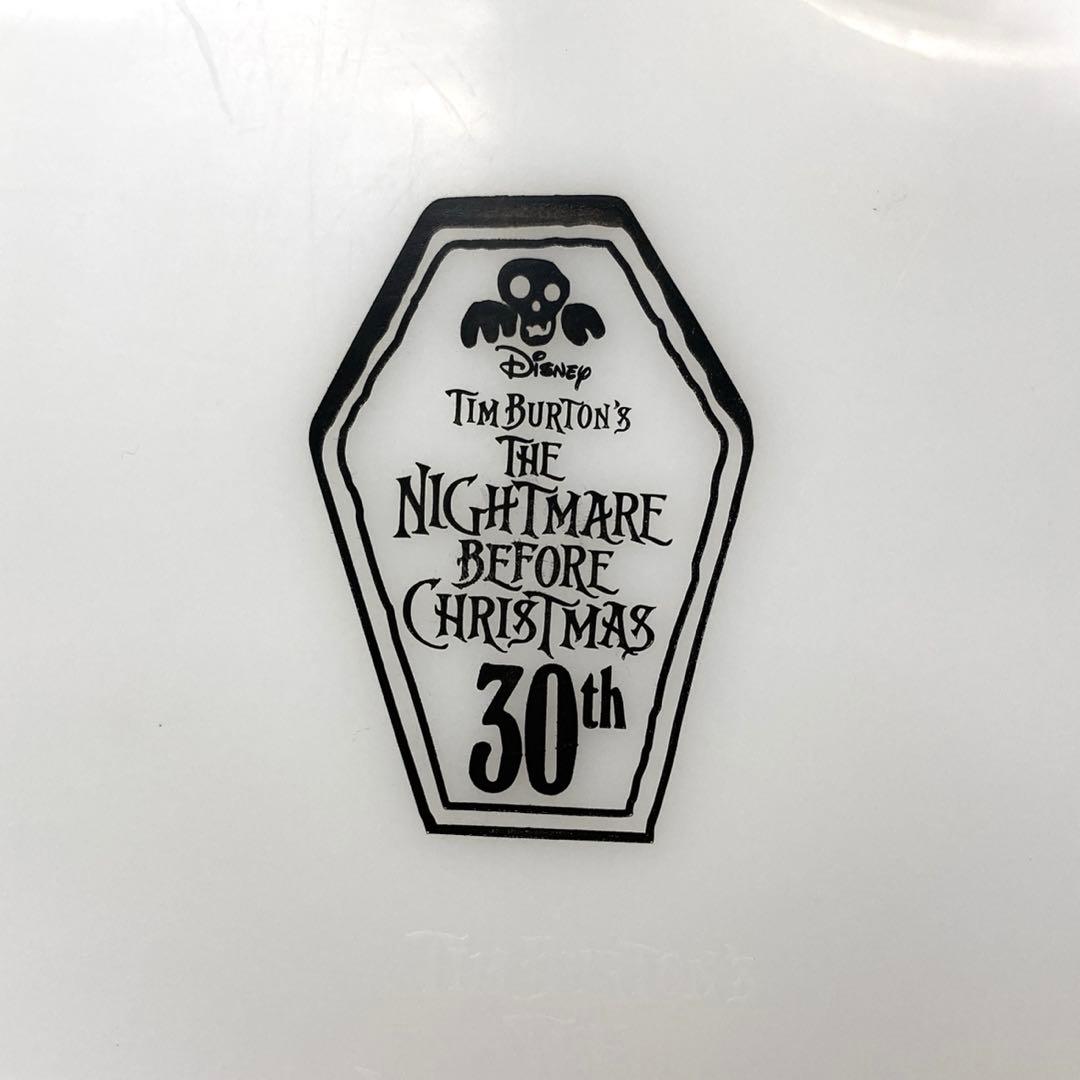 Disney
Tim Burton's
The
Nightmare
Before
Christmas
30th